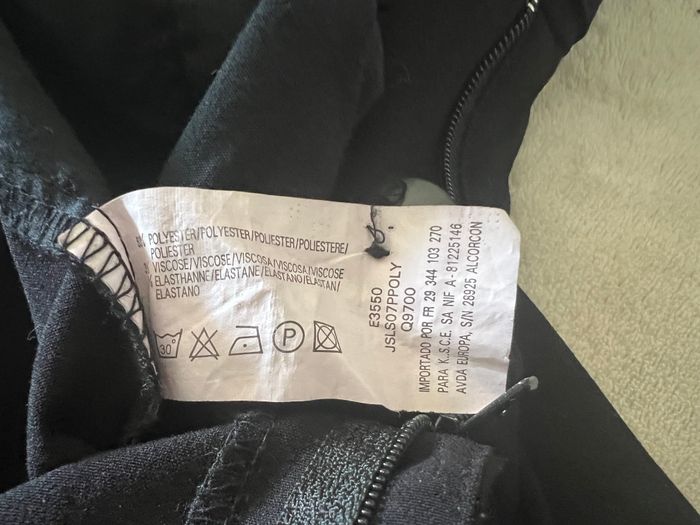 POLYESTER/POLYESTER/POLIESTER/POLIESTERE/
POLIESTER
VISCOSE/VISCOSE/VISCOSA/VISCOSA/VISCOSE
ELASTHANNE/ELASTANE/ELASTANO/ELASTAN/
ELASTANO
30
P
E3550
JSLS07PPOLY
Q9700
IMPORTADO POR FR 29 344 103 270
PARA K.S.C.E. SA NIF A - 81225146
AVDA EUROPA, S/N 28925 ALCORCON